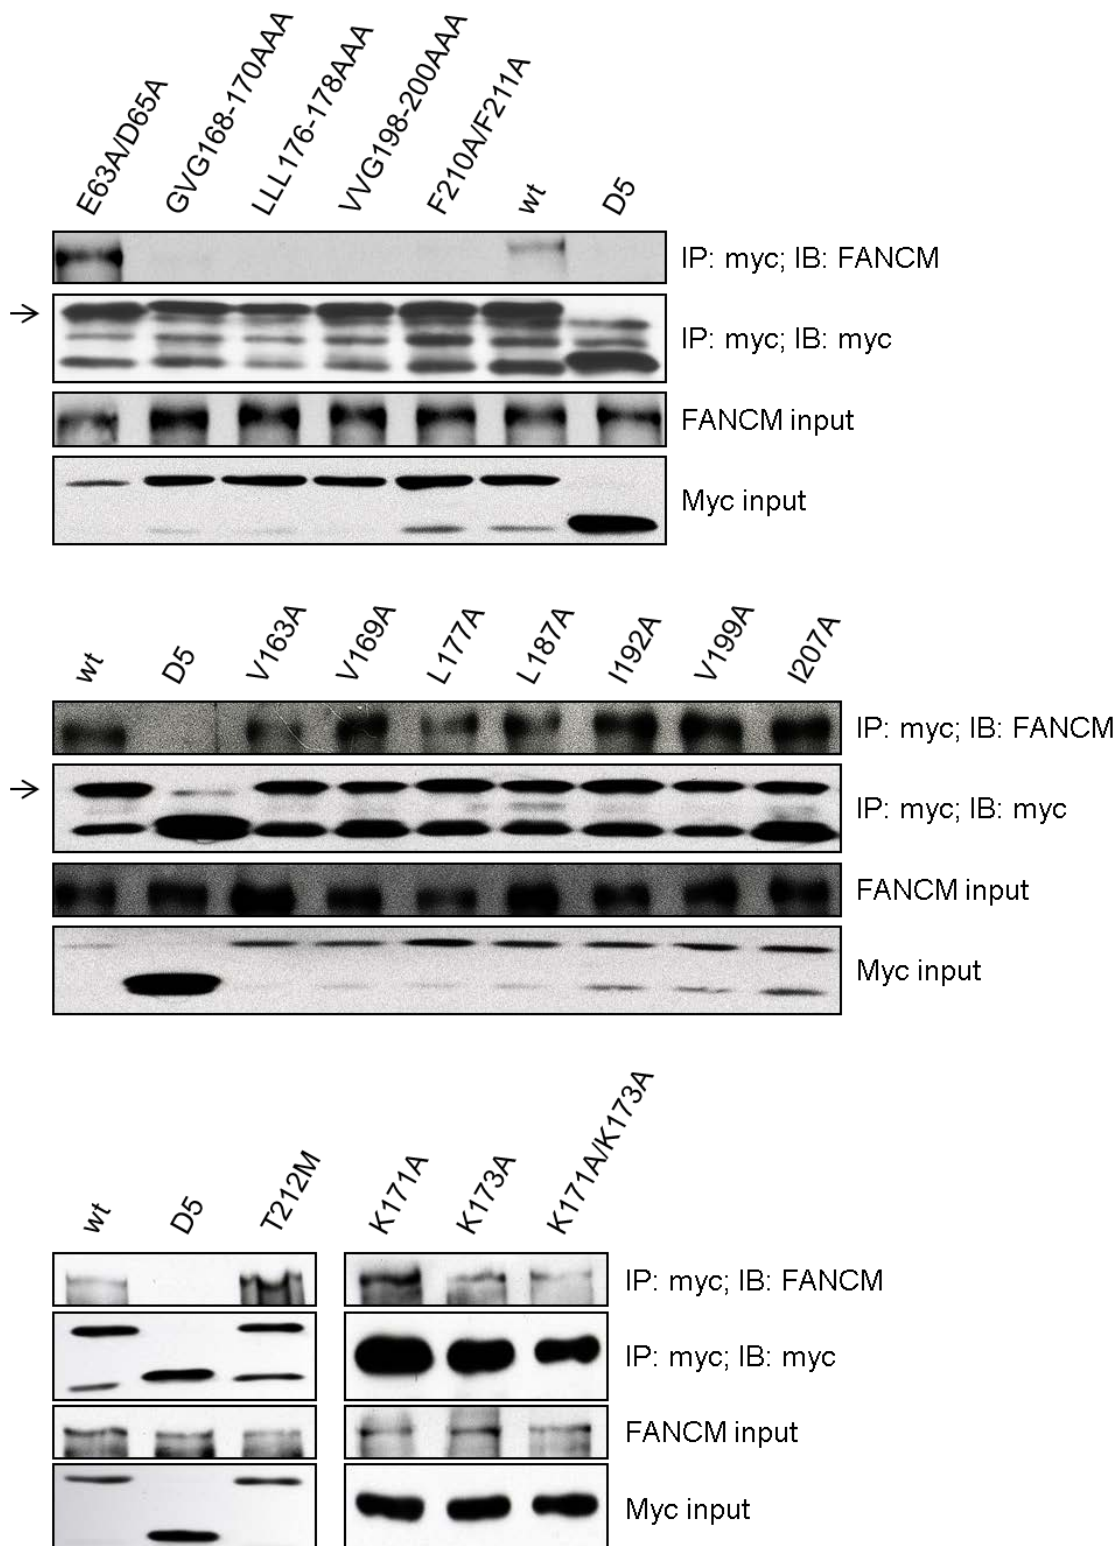 E63A/D65A
GVG168-170AAA
LLL176-178AAA
VVG198-200AAA
F210A/F211A
wt
D5
IP: myc; IB: FANCM
IP: myc; IB: myc
FANCM input
Myc input
wt
D5
V163A
V169A
L177A
L187A
I192A
V199A
I207A
IP: myc; IB: FANCM
IP: myc; IB: myc
FANCM input
Myc input
wt
D5
T212M
K171A
K173A
K171A/K173A
IP: myc; IB: FANCM
IP: myc; IB: myc
FANCM input
Myc input